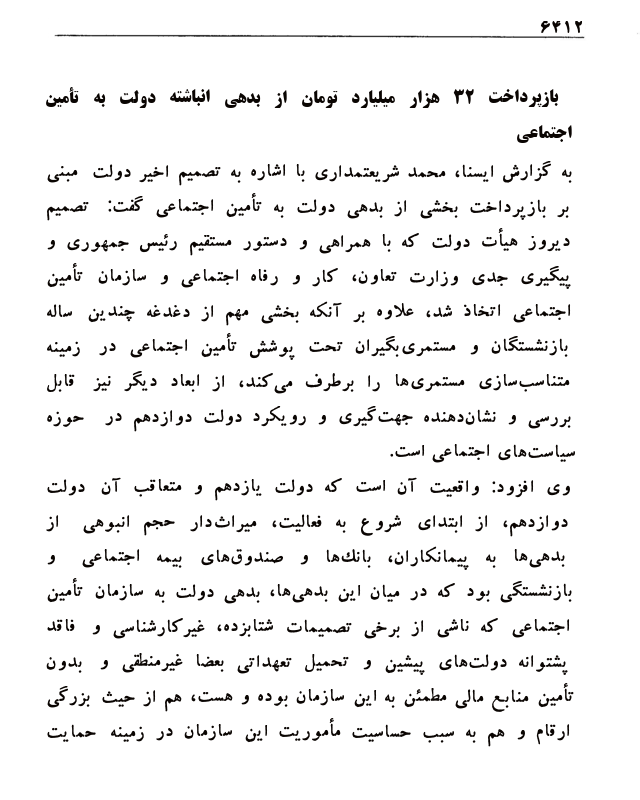 ۶۴۱۲
بازپرداخت ۳۲ هزار میلیارد تومان از بدهی انباشته دولت به تأمین
اجتماعی
به گزارش ایسنا، محمد شریعتمداری با اشاره به تصمیم اخیر دولت مبنی
بر بازپرداخت بخشی از بدهی دولت به تأمین اجتماعی گفت: تصمیم
دیروز هیأت دولت که با همراهی و دستور مستقیم رئیس جمهوری و
پیگیری جدی وزارت تعاون، کار و رفاه اجتماعی و سازمان تأمین
اجتماعی اتخاذ شد، علاوه بر آنکه بخشی مهم از دغدغه چندین ساله
بازنشستگان و مستمری‌بگیران تحت پوشش تأمین اجتماعی در زمینه
متناسب‌سازی مستمری‌ها را برطرف می‌کند، از ابعاد دیگر نیز قابل
بررسی و نشان‌دهنده جهت‌گیری و رویکرد دولت دوازدهم در حوزه
سیاست‌های اجتماعی است.
وی افزود: واقعیت آن است که دولت یازدهم و متعاقب آن دولت
دوازدهم، از ابتدای شروع به فعالیت، میراث‌دار حجم انبوهی از
بدهی‌ها به پیمانکاران، بانك‌ها و صندوق‌های بیمه اجتماعی و
بازنشستگی بود که در میان این بدهی‌ها، بدهی دولت به سازمان تأمین
اجتماعی که ناشی از برخی تصمیمات شتابزده، غیرکارشناسی و فاقد
پشتوانه دولت‌های پیشین و تحمیل تعهداتی بعضا غیرمنطقی و بدون
تأمین منابع مالی مطمئن به این سازمان بوده و هست، هم از حیث بزرگی
ارقام و هم به سبب حساسیت مأموریت این سازمان در زمینه حمایت